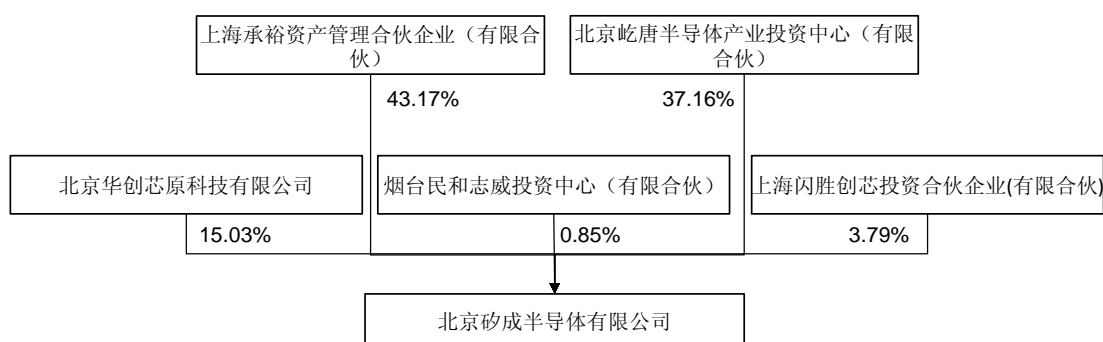 上海承裕资产管理合伙企业（有限合
伙）
北京屹唐半导体产业投资中心（有限
合伙）
43.17%
37.16%
北京华创芯原科技有限公司
烟台民和志威投资中心（有限合伙）
上海闪胜创芯投资合伙企业(有限合伙)
15.03%
0.85%
3.79%
北京矽成半导体有限公司